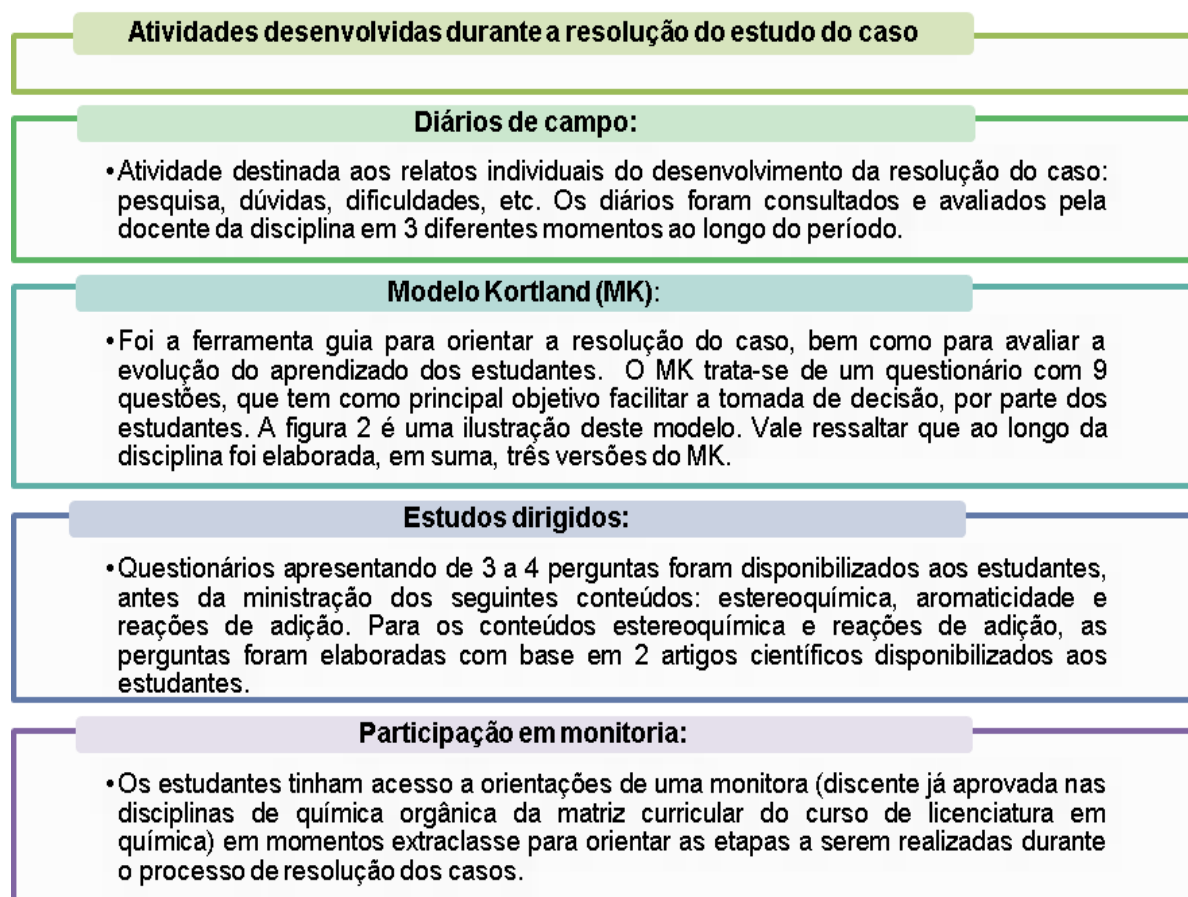 Atividades desenvolvidas durante a resolução do estudo do caso
Diários de campo:
•Atividade destinada aos relatos individuais do desenvolvimento da resolução do caso:
pesquisa, dúvidas, dificuldades, etc. Os diários foram consultados e avaliados pela
docente da disciplina em 3 diferentes momentos ao longo do período.
Modelo Kortland (MK):
•Foi a ferramenta guia para orientar a resolução do caso, bem como para avaliar a
evolução do aprendizado dos estudantes. O MK trata-se de um questionário com 9
questões, que tem como principal objetivo facilitar a tomada de decisão, por parte dos
estudantes. A figura 2 é uma ilustração deste modelo. Vale ressaltar que ao longo da
disciplina foi elaborada, em suma, três versões do MK.
Estudos dirigidos:
•Questionários apresentando de 3 a 4 perguntas foram disponibilizados aos estudantes,
antes da ministração dos seguintes conteúdos: estereoquímica, aromaticidade e
reações de adição. Para os conteúdos estereoquímica e reações de adição, as
perguntas foram elaboradas com base em 2 artigos científicos disponibilizados aos
estudantes.
Participação em monitoria:
•Os estudantes tinham acesso a orientações de uma monitora (discente já aprovada nas
disciplinas de química orgânica da matriz curricular do curso de licenciatura em
química) em momentos extraclasse para orientar as etapas a serem realizadas durante
o processo de resolução dos casos.